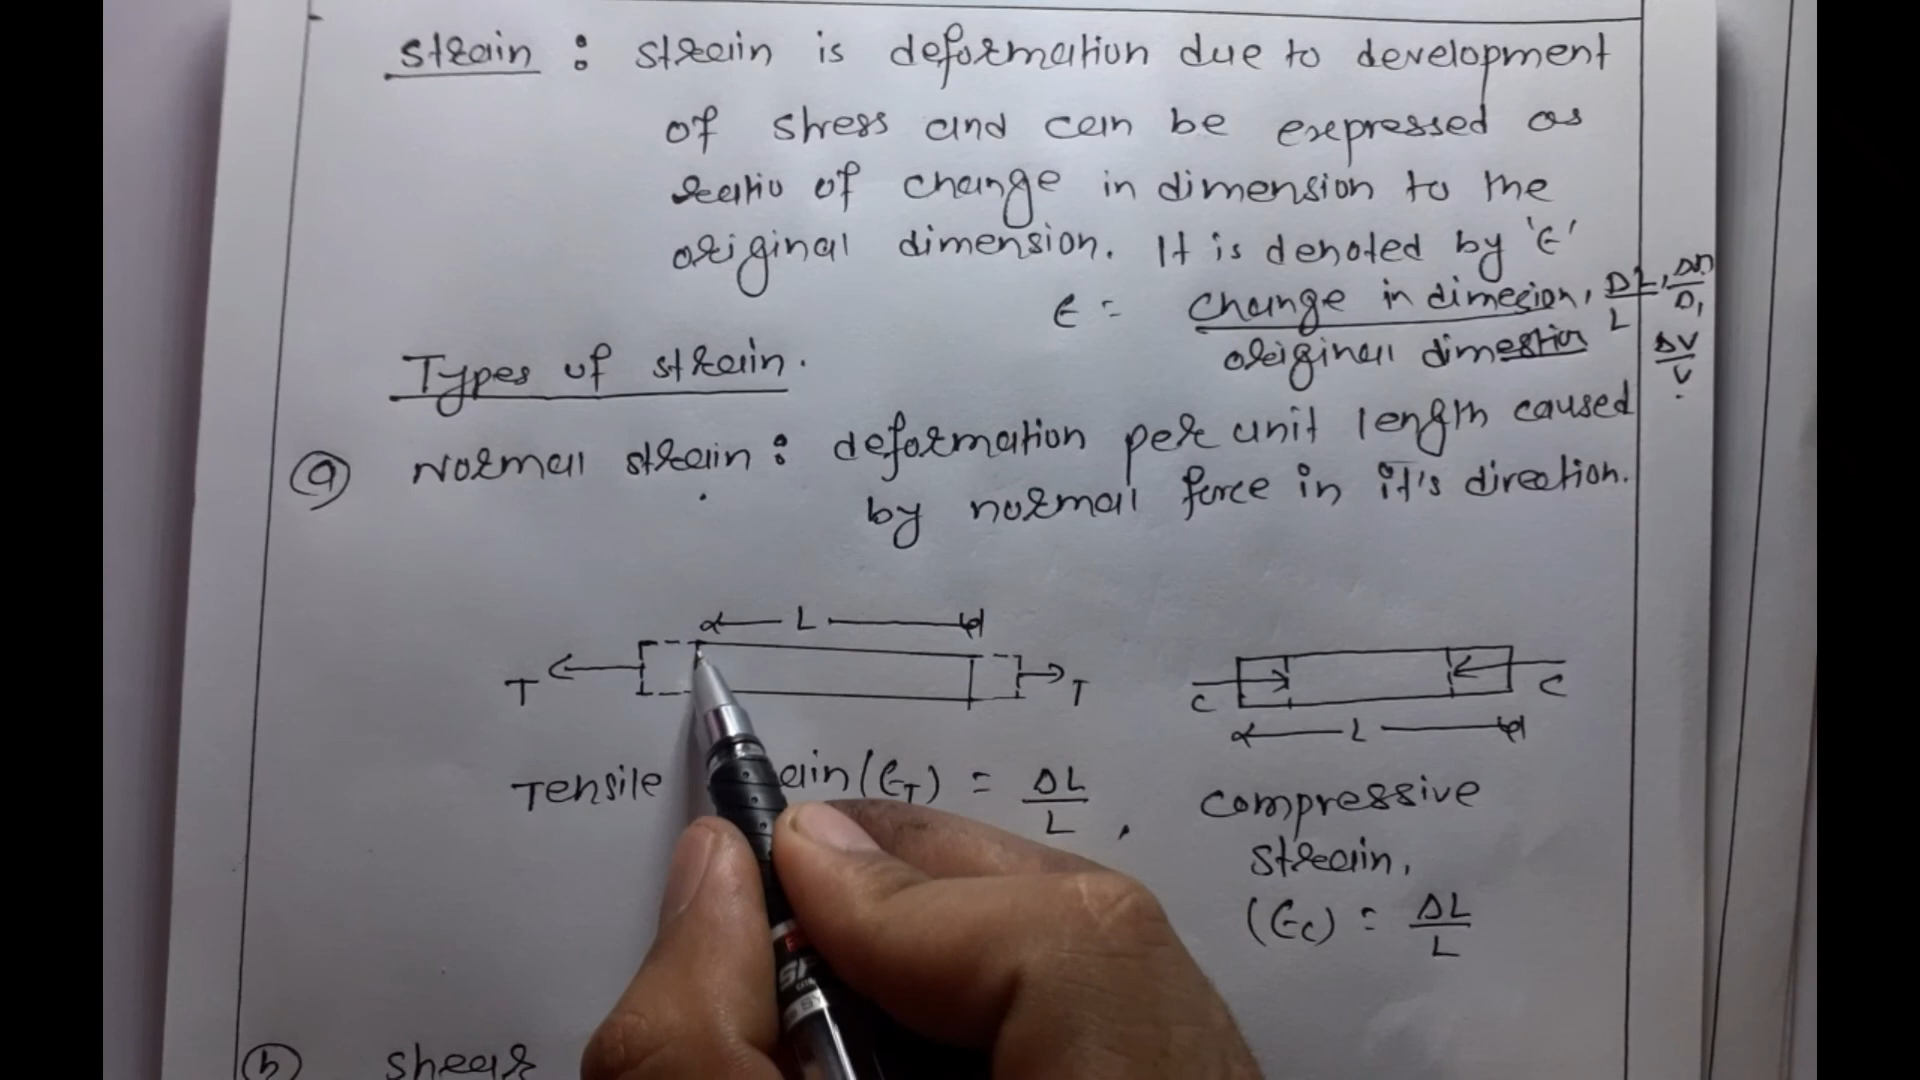 Strain : Strain is deformation due to development
of stress and can be expressed as
ratio of change in dimension to the
original dimension. It is denoted by 'ϵ'
ϵ = change in dimesion, ΔL/L, ΔD/D,
original dimestion ΔV/V
Types of strain.
(a) Normal strain : deformation per unit length caused
by normal force in it's direction.
L
T T C C
L
Tensile ain (ϵT) = ΔL/L , Compressive
Strain,
(ϵc) = ΔL/L
(b) Shear